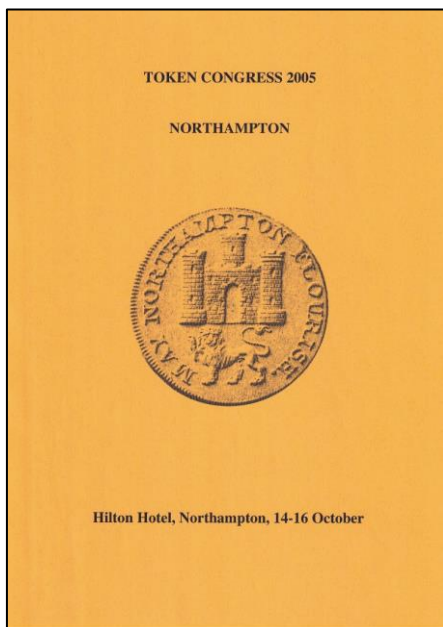 TOKEN CONGRESS 2005
NORTHAMPTON
MAY NORTHAMPTON FLOURISH.
Hilton Hotel, Northampton, 14-16 October